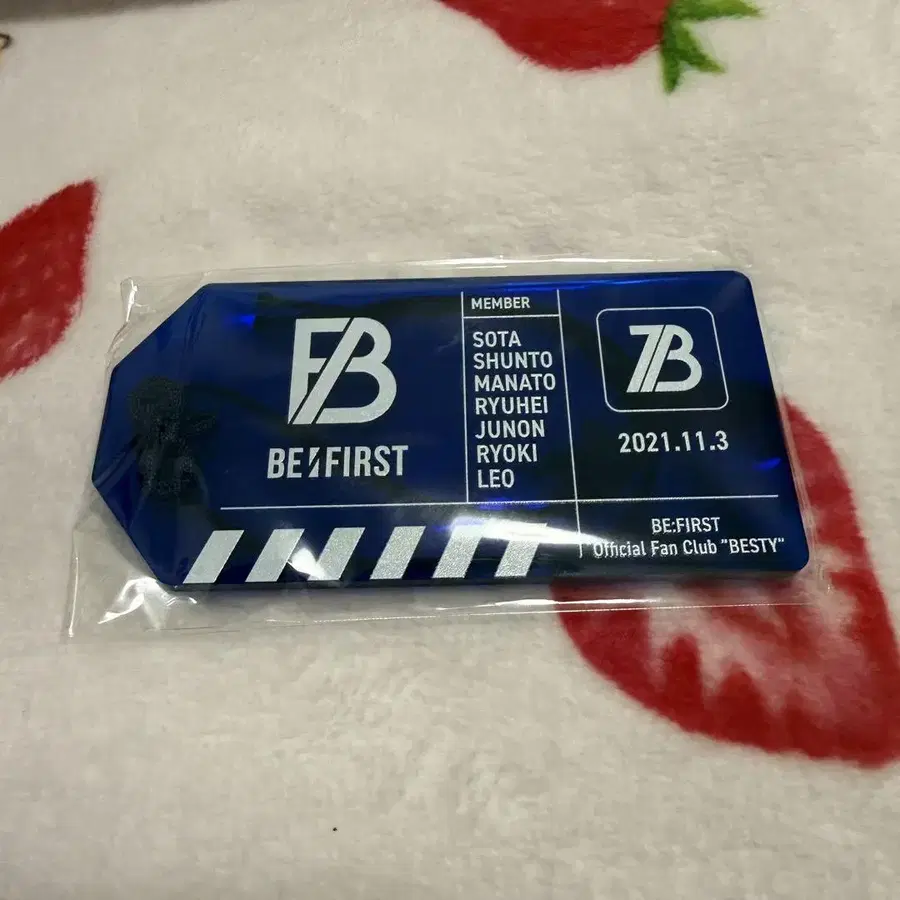 FB
BE:FIRST
MEMBER
SOTA
SHUNTO
MANATO
RYUHEI
JUNON
RYOKI
LEO
7B
2021.11.3
BE:FIRST
Official Fan Club "BESTY"